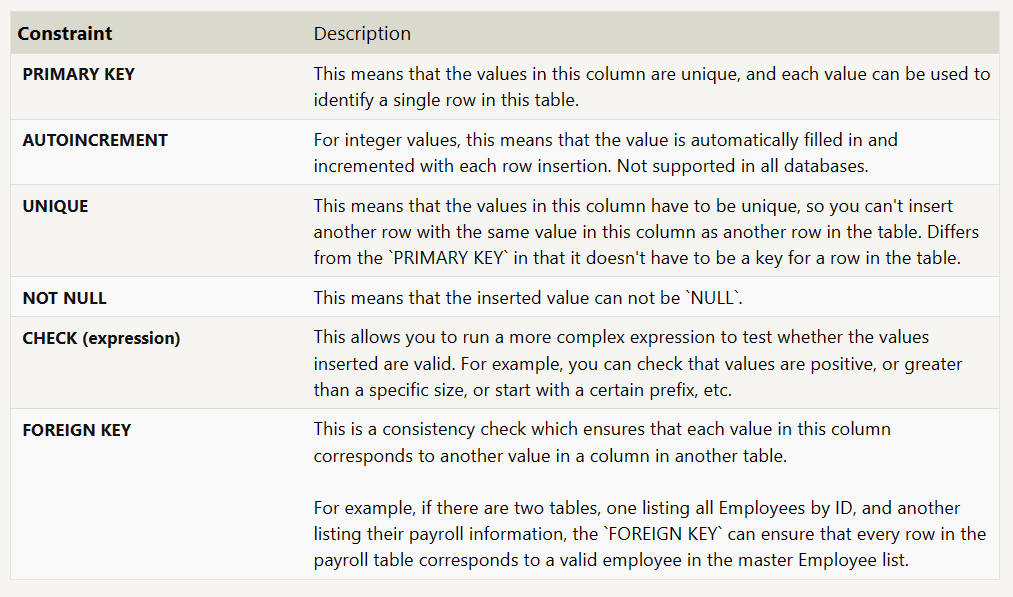 Constraint Description
PRIMARY KEY This means that the values in this column are unique, and each value can be used to
identify a single row in this table.
AUTOINCREMENT For integer values, this means that the value is automatically filled in and
incremented with each row insertion. Not supported in all databases.
UNIQUE This means that the values in this column have to be unique, so you can't insert
another row with the same value in this column as another row in the table. Differs
from the `PRIMARY KEY` in that it doesn't have to be a key for a row in the table.
NOT NULL This means that the inserted value can not be `NULL`.
CHECK (expression) This allows you to run a more complex expression to test whether the values
inserted are valid. For example, you can check that values are positive, or greater
than a specific size, or start with a certain prefix, etc.
FOREIGN KEY This is a consistency check which ensures that each value in this column
corresponds to another value in a column in another table.
For example, if there are two tables, one listing all Employees by ID, and another
listing their payroll information, the `FOREIGN KEY` can ensure that every row in the
payroll table corresponds to a valid employee in the master Employee list.